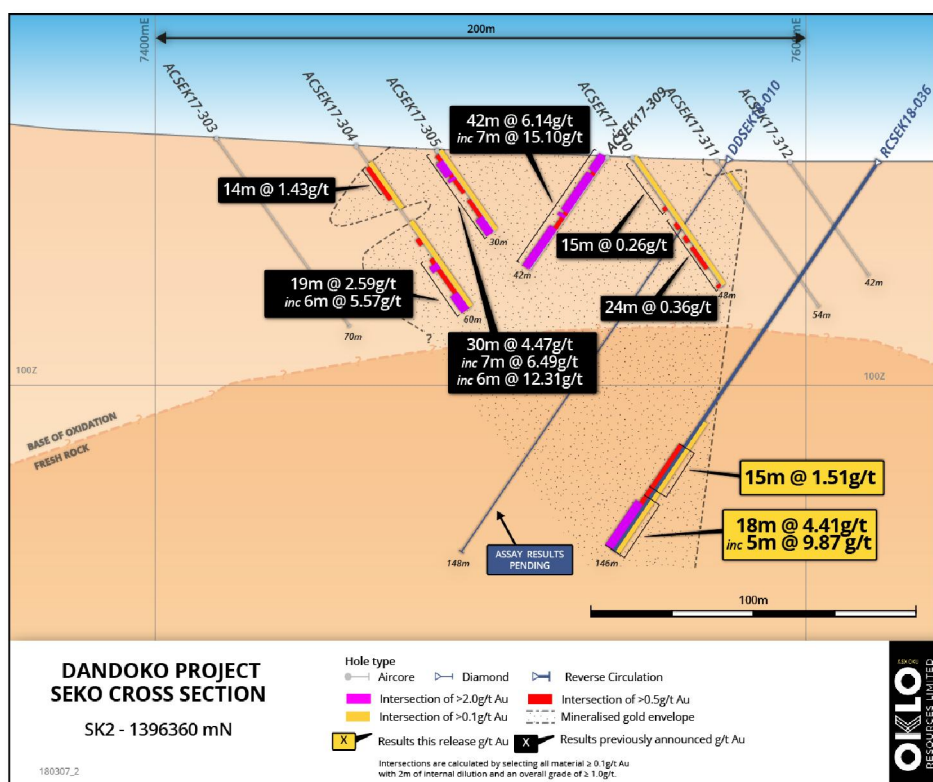 200m
7400mE
7600mE
ACSEK17-303
ACSEK17-304
ACSEK17-305
ACSEK17-309
ACSEK17-311
DDSEK18-010
ACSEK17-312
RCSEK18-036
42m @ 6.14g/t
inc 7m @ 15.10g/t
14m @ 1.43g/t
15m @ 0.26g/t
19m @ 2.59g/t
inc 6m @ 5.57g/t
24m @ 0.36g/t
30m @ 4.47g/t
inc 7m @ 6.49g/t
inc 6m @ 12.31g/t
30m
42m
48m
42m
54m
60m
70m
?
100Z
100Z
BASE OF OXIDATION
FRESH ROCK
15m @ 1.51g/t
18m @ 4.41g/t
inc 5m @ 9.87 g/t
148m
ASSAY RESULTS
PENDING
146m
100m
DANDOKO PROJECT
SEKO CROSS SECTION
SK2 - 1396360 mN
180307_2
Hole type
Aircore
Diamond
Reverse Circulation
Intersection of >2.0g/t Au
Intersection of >0.5g/t Au
Intersection of >0.1g/t Au
Mineralised gold envelope
X Results this release g/t Au
X Results previously announced g/t Au
Intersections are calculated by selecting all material ≥ 0.1g/t Au
with 2m of internal dilution and an overall grade of ≥ 1.0g/t.
OKLO
RESOURCES LIMITED